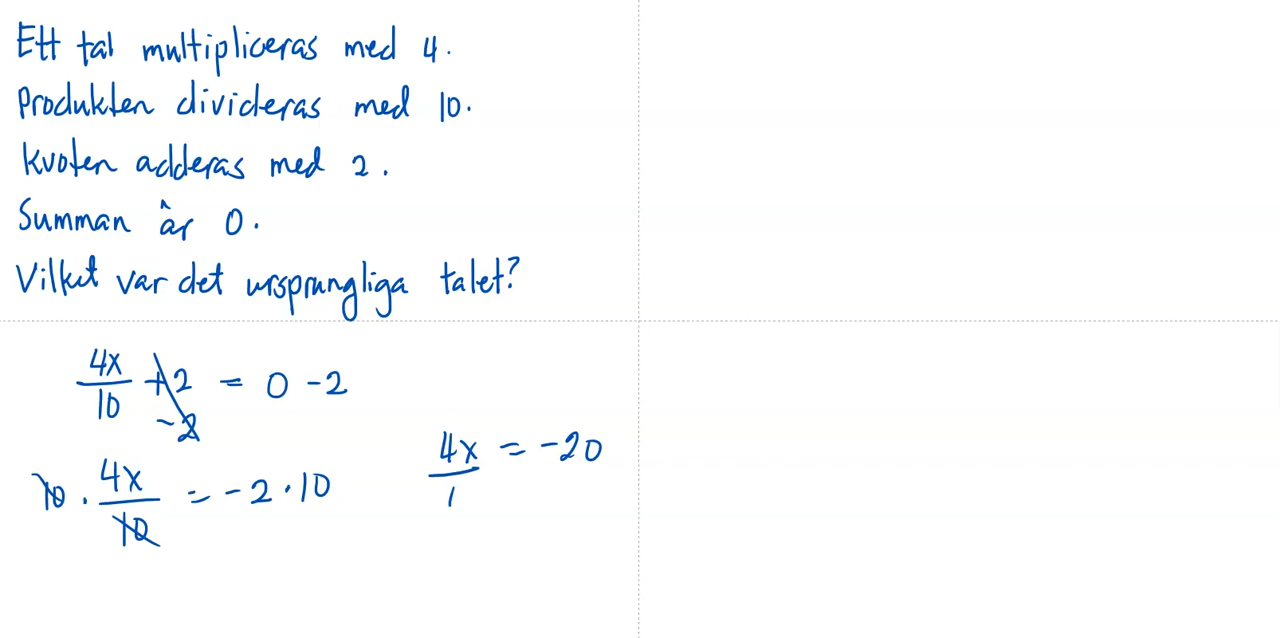 Ett tal multipliceras med 4.
Produkten divideras med 10.
Kvoten adderas med 2.
Summan är 0.
Vilket var det ursprungliga talet?
4x/10 + 2 - 2 = 0 - 2
10 · 4x/10 = -2 · 10
4x = -20